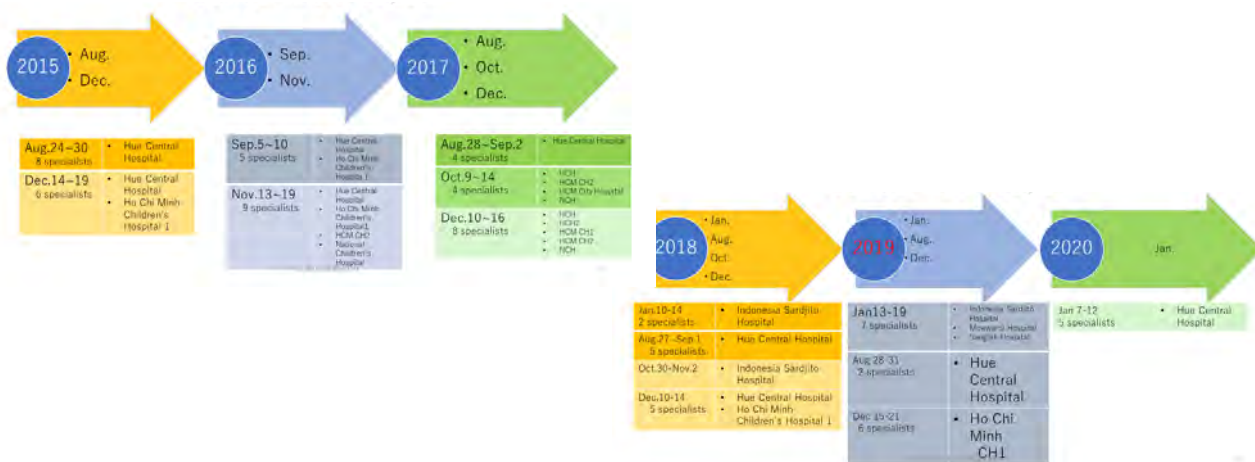 2015
• Aug.
• Dec.
2016
• Sep.
• Nov.
2017
• Aug.
• Oct.
• Dec.
Aug.24~30
8 specialists
• Hue Central
Hospital
Dec.14~19
6 specialists
• Hue Central
Hospital
• Ho Chi Minh
Children's
Hospital 1
Sep.5~10
5 specialists
• Hue Central
Hospital
• Ho Chi Minh
Children's
Hospital 1
Nov.13~19
9 specialists
• Hue Central
Hospital
• Ho Chi Minh
Children's
Hospital1
• HCM CH2
• National
Children's
Hospital
Aug.28~Sep.2
4 specialists
• Hue Central Hospital
Oct.9~14
4 specialists
• NCH
• HCM CH2
• HCM City Hospital
• NCH
Dec.10~16
8 specialists
• NCH
• NCH2
• HCM CH1
• HCM CH2
• NCH
2018
• Jan.
Aug.
Oct.
• Dec.
2019
• Jan.
• Aug.
• Dec.
2020
Jan.
Jan.10-14
2 specialists
• Indonesia Sardjito
Hospital
Aug.27-Sep.1
5 specialists
• Hue Central Hospital
Oct.30-Nov.2
• Indonesia Sardjito
Hospital
Dec.10-14
5 specialists
• Hue Central Hospital
• Ho Chi Minh
Children's Hospital 1
Jan13-19
7 specialists
• Indonesia Sardjito
Hospital
• Hospital
• Hospital
Aug 28-31
2 specialists
• Hue
Central
Hospital
Dec 15-21
6 specialists
• Ho Chi
Minh
CH1
Jan 7-12
5 specialists
• Hue Central
Hospital